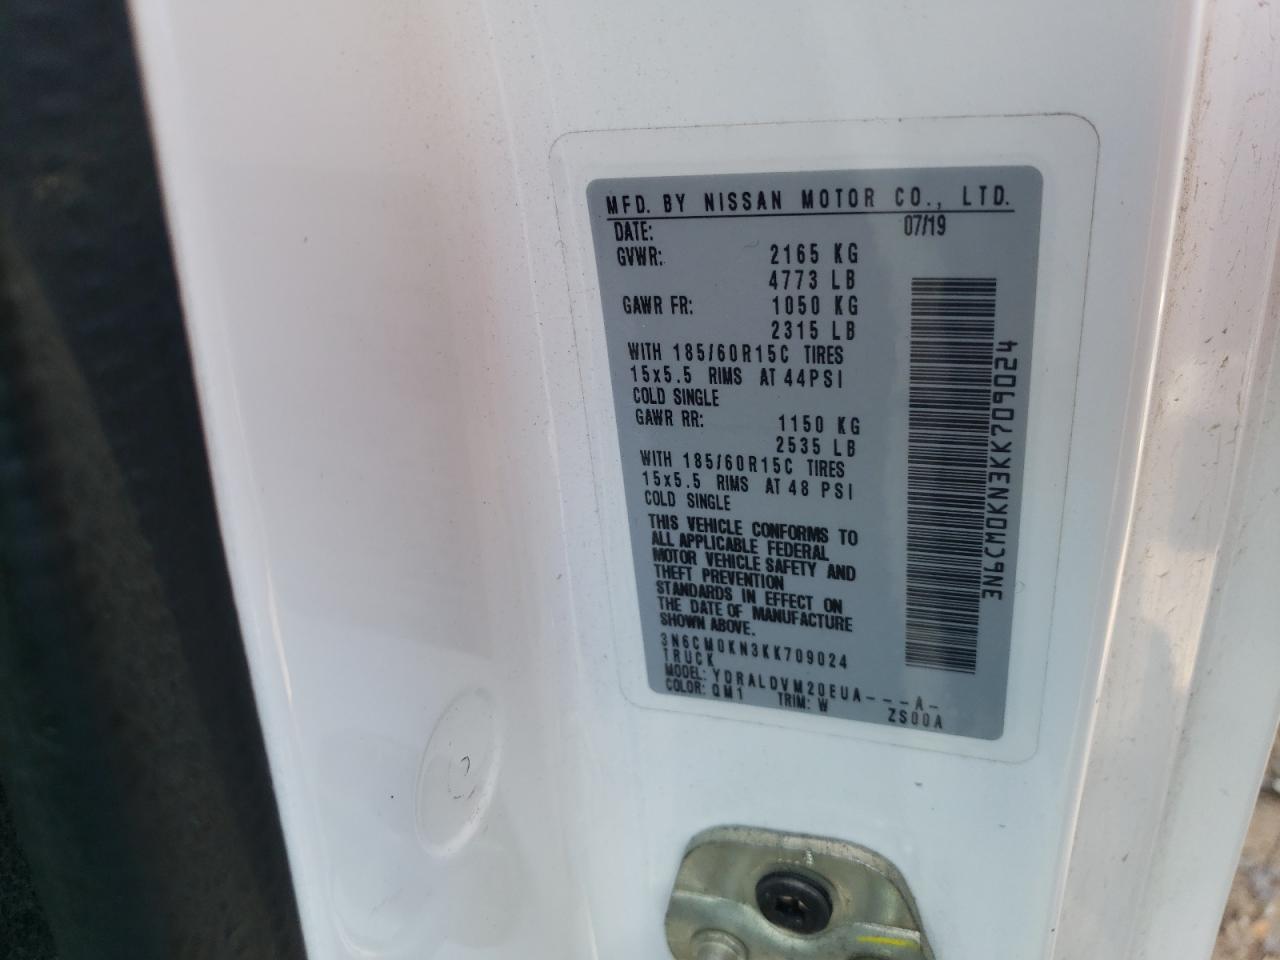 MFD. BY NISSAN MOTOR CO., LTD.
DATE: 07/19
GVWR: 2165 KG
4773 LB
GAWR FR: 1050 KG
2315 LB
WITH 185/60R15C TIRES
15x5.5 RIMS AT 44PSI
COLD SINGLE
GAWR RR: 1150 KG
2535 LB
WITH 185/60R15C TIRES
15x5.5 RIMS AT 48 PSI
COLD SINGLE
THIS VEHICLE CONFORMS TO
ALL APPLICABLE FEDERAL
MOTOR VEHICLE SAFETY AND
THEFT PREVENTION
STANDARDS IN EFFECT ON
THE DATE OF MANUFACTURE
SHOWN ABOVE.
3N6CM0KN3KK709024
TRUCK
MODEL: YDRALDVM20EUA---A-
COLOR: QM1 TRIM: W ZS00A
3N6CM0KN3KK709024